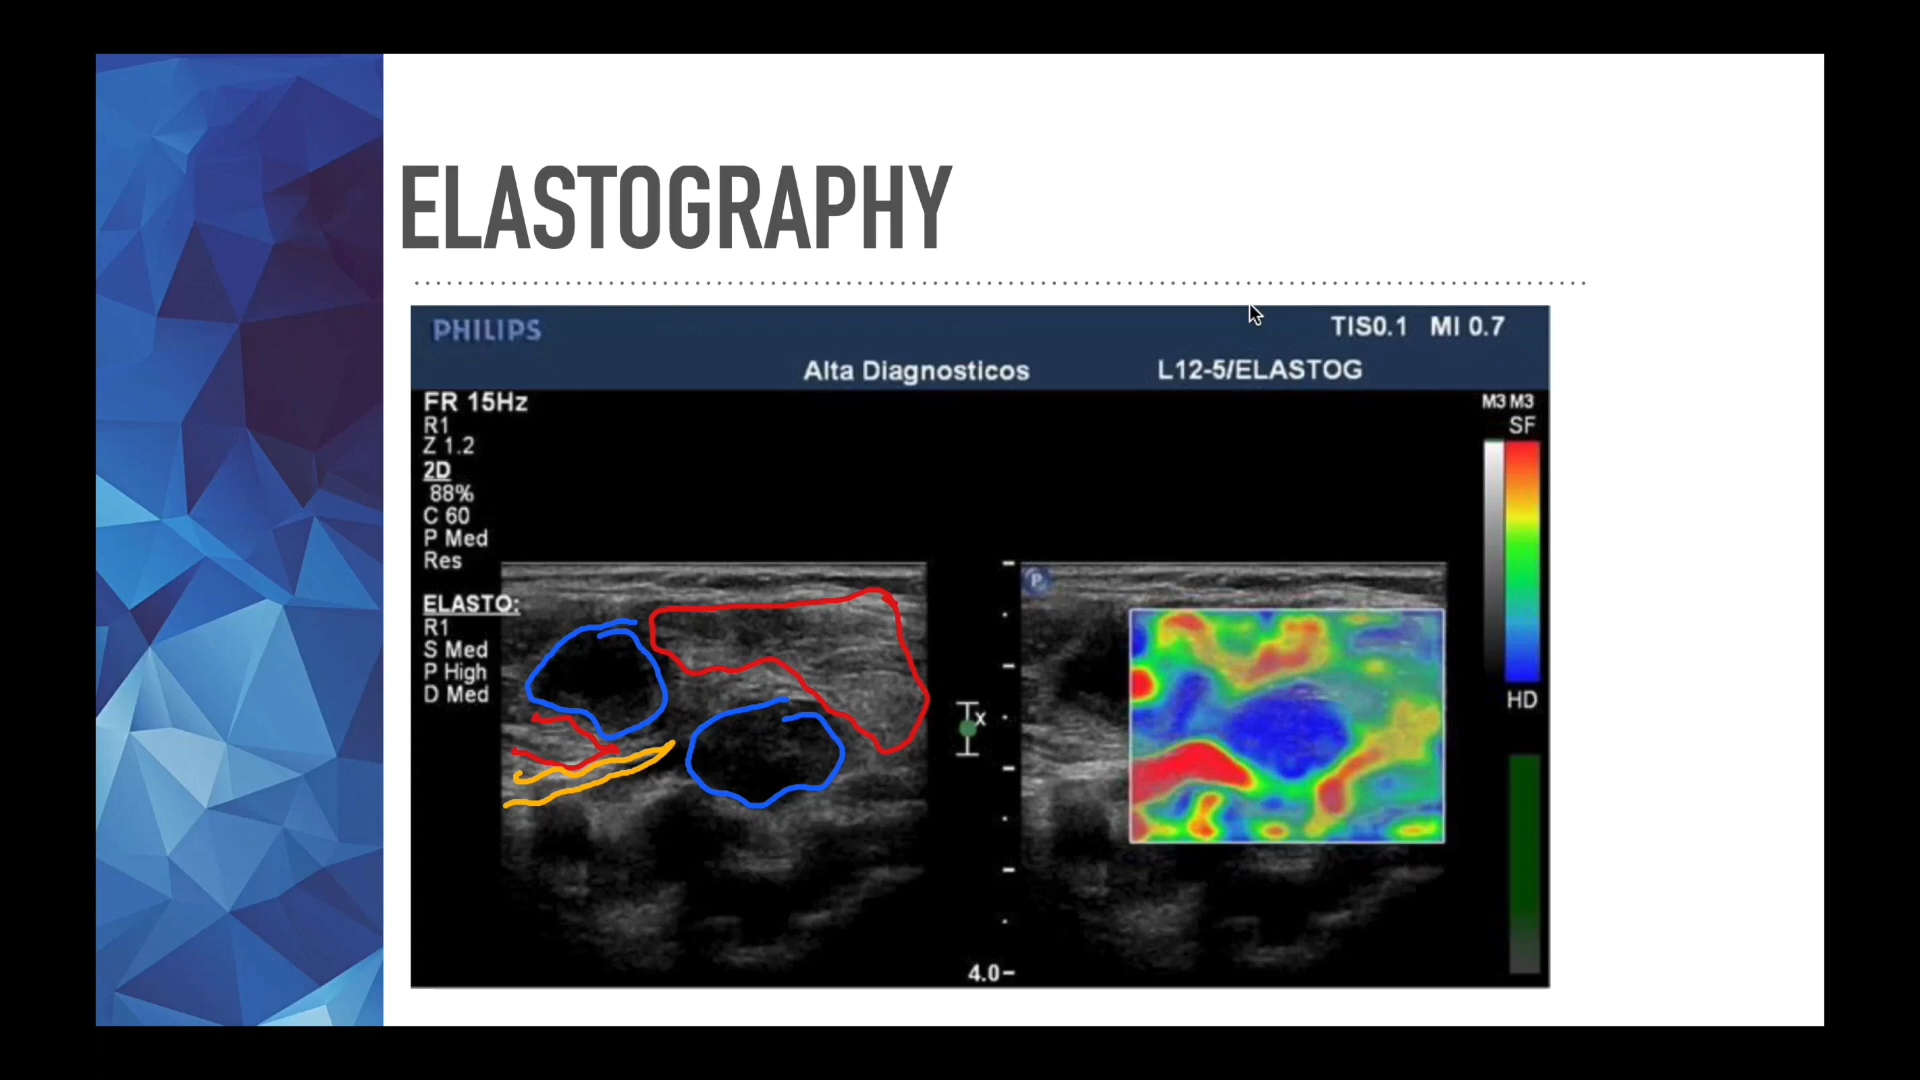 ELASTOGRAPHY
PHILIPS
TIS0.1 MI 0.7
Alta Diagnosticos
L12-5/ELASTOG
FR 15Hz
R1
Z 1.2
2D
88%
C 60
P Med
Res
ELASTO:
R1
S Med
P High
D Med
M3 M3
SF
HD
P
x
4.0